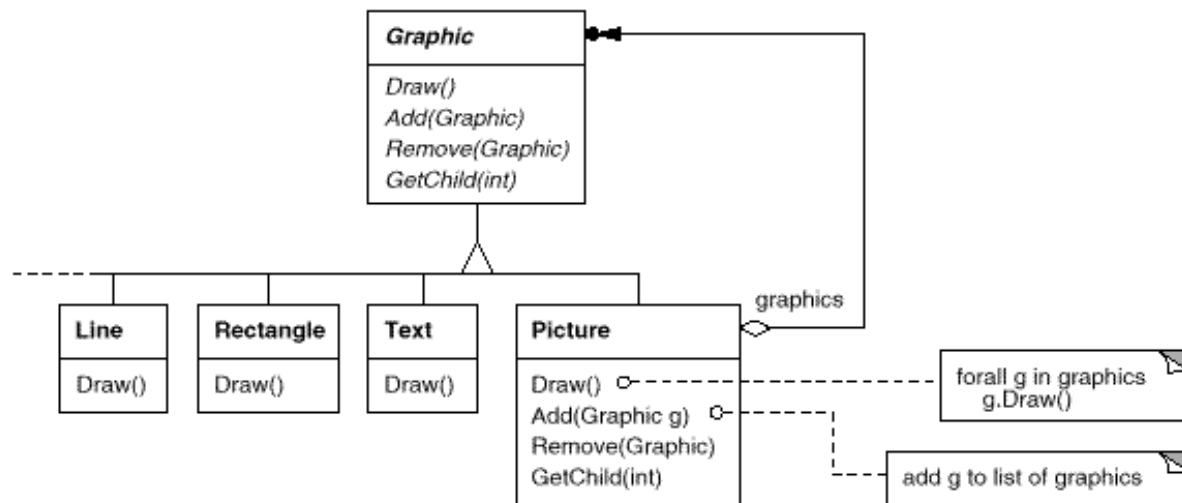 Graphic
Draw()
Add(Graphic)
Remove(Graphic)
GetChild(int)
graphics
Line
Draw()
Rectangle
Draw()
Text
Draw()
Picture
Draw()
Add(Graphic g)
Remove(Graphic)
GetChild(int)
forall g in graphics
g.Draw()
add g to list of graphics